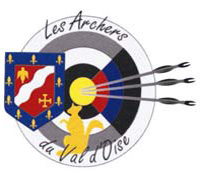 Les Archers
du Val d'Oise